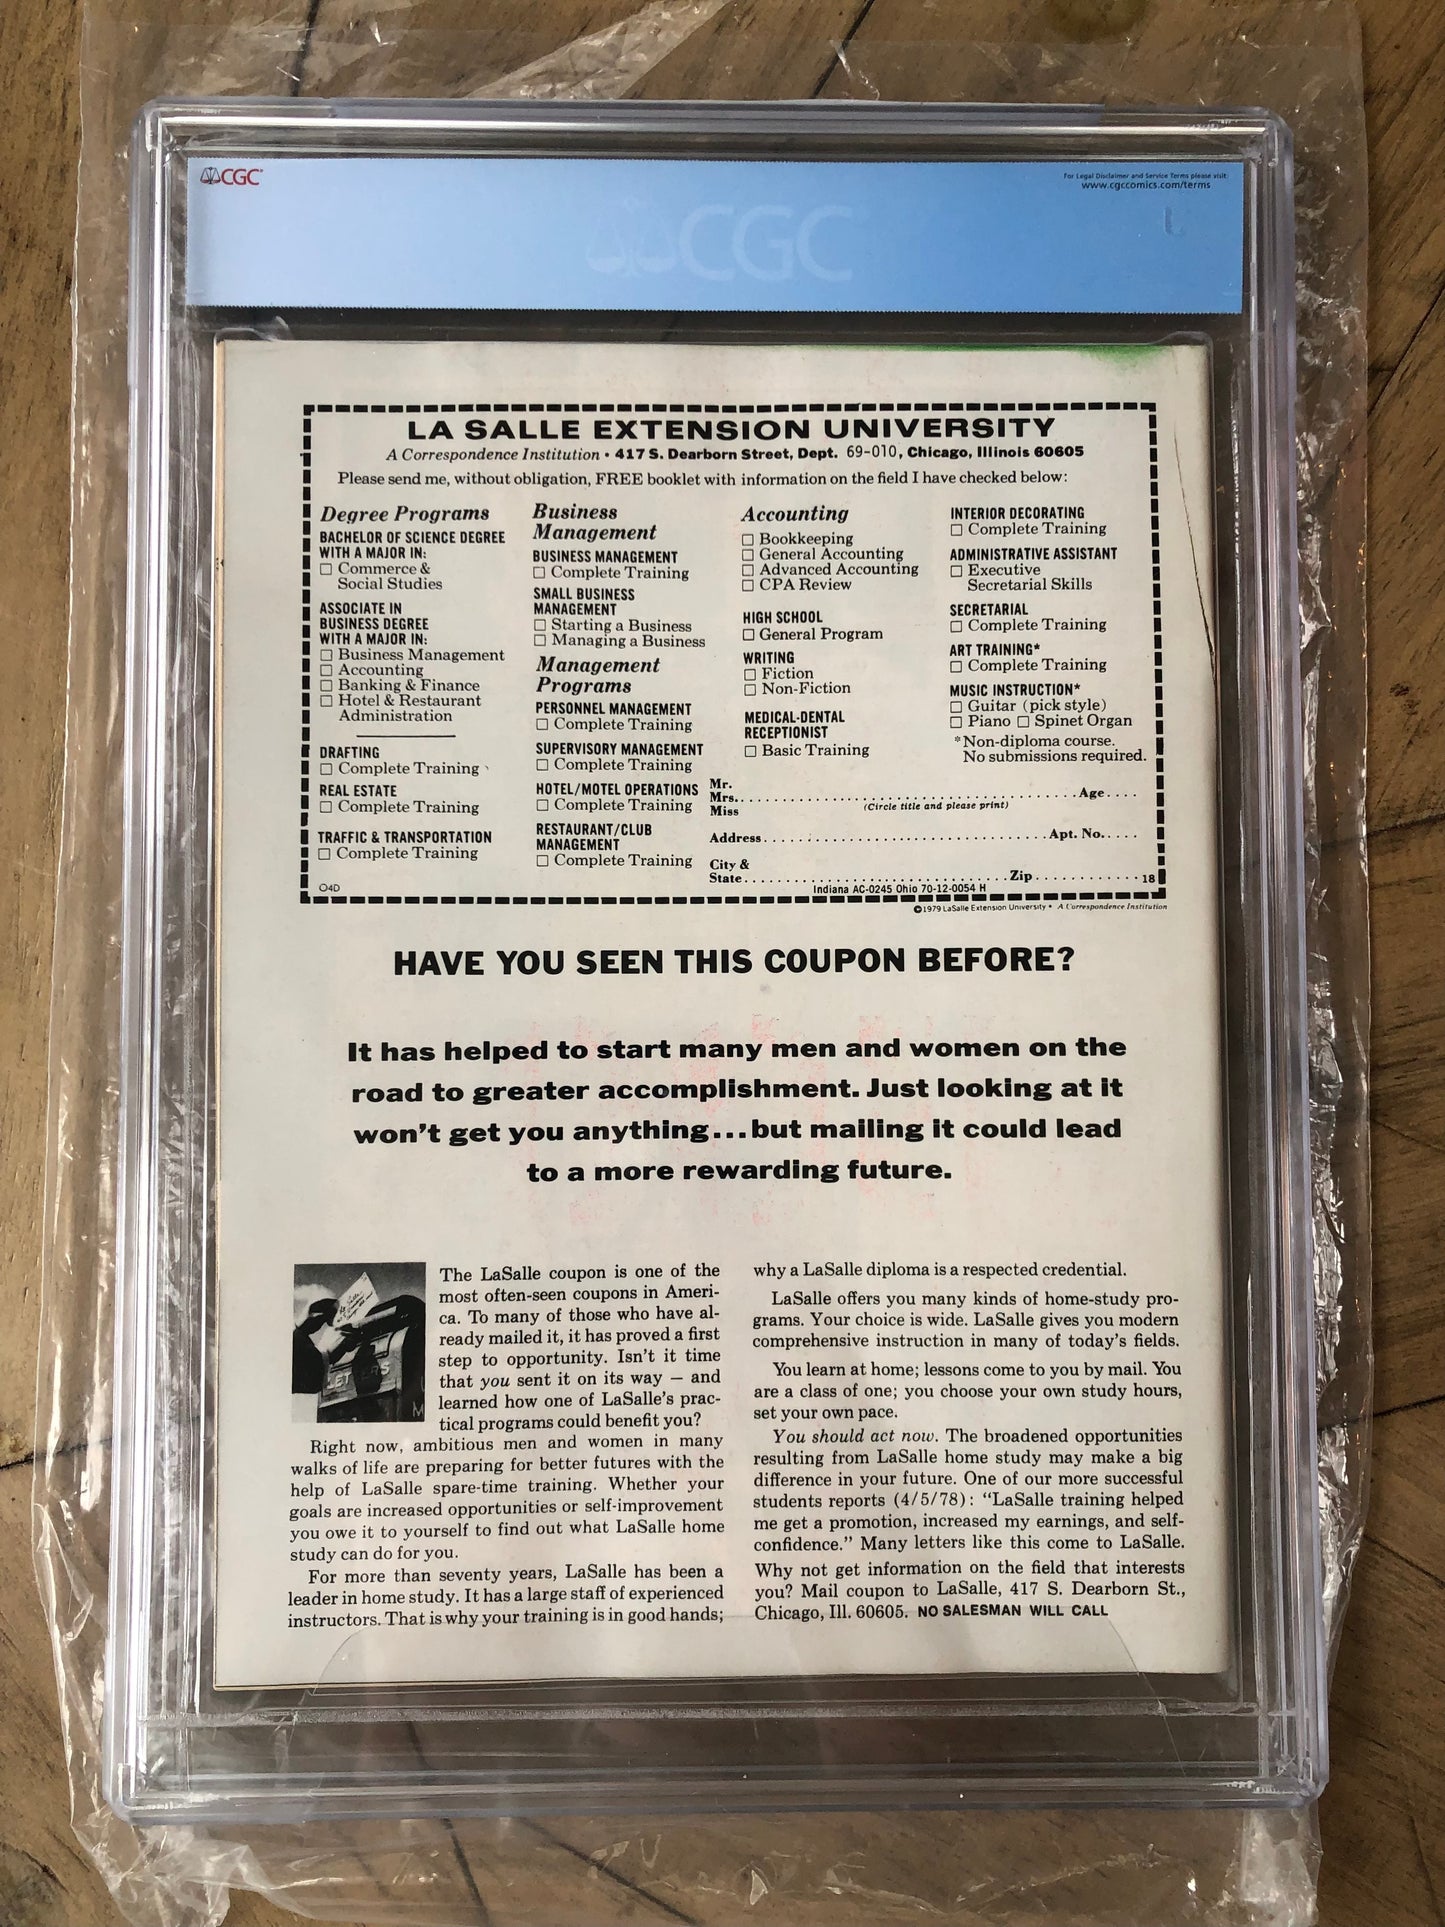 CGC
For Legal Disclaimer and Service Terms please visit:
www.cgccomics.com/terms
CGC
LA SALLE EXTENSION UNIVERSITY
A Correspondence Institution • 417 S. Dearborn Street, Dept. 69-010, Chicago, Illinois 60605
Please send me, without obligation, FREE booklet with information on the field I have checked below:
Degree Programs
BACHELOR OF SCIENCE DEGREE
WITH A MAJOR IN:
☐ Commerce &
Social Studies
ASSOCIATE IN
BUSINESS DEGREE
WITH A MAJOR IN:
☐ Business Management
☐ Accounting
☐ Banking & Finance
☐ Hotel & Restaurant
Administration
DRAFTING
☐ Complete Training
REAL ESTATE
☐ Complete Training
TRAFFIC & TRANSPORTATION
☐ Complete Training
O4D
Business
Management
BUSINESS MANAGEMENT
☐ Complete Training
SMALL BUSINESS
MANAGEMENT
☐ Starting a Business
☐ Managing a Business
Management
Programs
PERSONNEL MANAGEMENT
☐ Complete Training
SUPERVISORY MANAGEMENT
☐ Complete Training
HOTEL/MOTEL OPERATIONS
☐ Complete Training
RESTAURANT/CLUB
MANAGEMENT
☐ Complete Training
Accounting
☐ Bookkeeping
☐ General Accounting
☐ Advanced Accounting
☐ CPA Review
HIGH SCHOOL
☐ General Program
WRITING
☐ Fiction
☐ Non-Fiction
MEDICAL-DENTAL
RECEPTIONIST
☐ Basic Training
INTERIOR DECORATING
☐ Complete Training
ADMINISTRATIVE ASSISTANT
☐ Executive
Secretarial Skills
SECRETARIAL
☐ Complete Training
ART TRAINING*
☐ Complete Training
MUSIC INSTRUCTION*
☐ Guitar (pick style)
☐ Piano ☐ Spinet Organ
*Non-diploma course.
No submissions required.
Mr.
Mrs. Age
Miss (Circle title and please print)
Address Apt. No.
City &
State Zip 18
Indiana AC-0245 Ohio 70-12-0054 H
©1979 LaSalle Extension University • A Correspondence Institution
HAVE YOU SEEN THIS COUPON BEFORE?
It has helped to start many men and women on the
road to greater accomplishment. Just looking at it
won't get you anything...but mailing it could lead
to a more rewarding future.
LETTERS
The LaSalle coupon is one of the
most often-seen coupons in Ameri-
ca. To many of those who have al-
ready mailed it, it has proved a first
step to opportunity. Isn't it time
that you sent it on its way — and
learned how one of LaSalle's prac-
tical programs could benefit you?
Right now, ambitious men and women in many
walks of life are preparing for better futures with the
help of LaSalle spare-time training. Whether your
goals are increased opportunities or self-improvement
you owe it to yourself to find out what LaSalle home
study can do for you.
For more than seventy years, LaSalle has been a
leader in home study. It has a large staff of experienced
instructors. That is why your training is in good hands;
why a LaSalle diploma is a respected credential.
LaSalle offers you many kinds of home-study pro-
grams. Your choice is wide. LaSalle gives you modern
comprehensive instruction in many of today's fields.
You learn at home; lessons come to you by mail. You
are a class of one; you choose your own study hours,
set your own pace.
You should act now. The broadened opportunities
resulting from LaSalle home study may make a big
difference in your future. One of our more successful
students reports (4/5/78): "LaSalle training helped
me get a promotion, increased my earnings, and self-
confidence." Many letters like this come to LaSalle.
Why not get information on the field that interests
you? Mail coupon to LaSalle, 417 S. Dearborn St.,
Chicago, Ill. 60605. NO SALESMAN WILL CALL